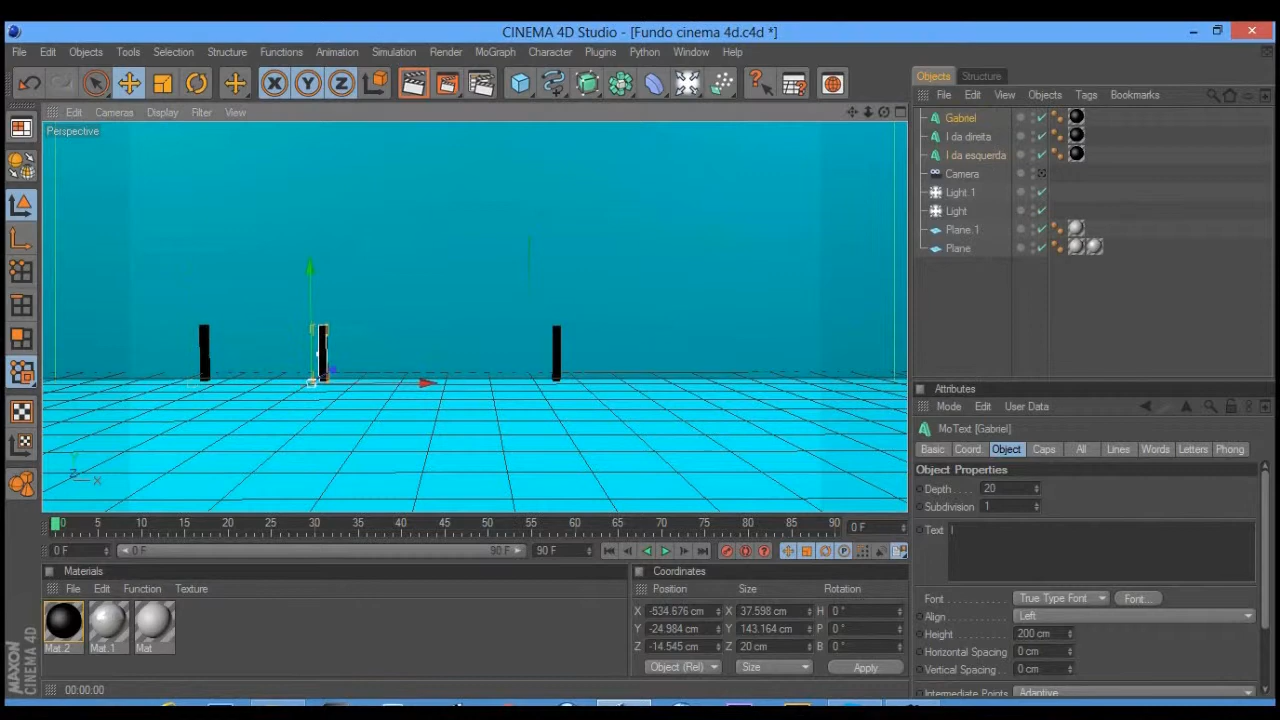 CINEMA 4D Studio - [Fundo cinema 4d.c4d *]
File Edit Objects Tools Selection Structure Functions Animation Simulation Render MoGraph Character Plugins Python Window Help
Objects Structure
File Edit View Objects Tags Bookmarks
Edit Cameras Display Filter View
Perspective
Gabriel
I da direita
I da esquerda
Camera
Light 1
Light
Plane.1
Plane
X
Y
Z
X
Attributes
Mode Edit User Data
MoText [Gabriel]
Basic Coord. Object Caps All Lines Words Letters Phong
Object Properties
Depth 20
Subdivision 1
Text I
Font True Type Font Font...
Align Left
Height 200 cm
Horizontal Spacing 0 cm
Vertical Spacing 0 cm
Intermediate Points Adaptive
0 5 10 15 20 25 30 35 40 45 50 55 60 65 70 75 80 85 90 0 F
0 F 0 F 90 F 90 F
Materials
File Edit Function Texture
Mat.2 Mat.1 Mat
Coordinates
Position Size Rotation
X -534.676 cm X 37.598 cm H 0 °
Y -24.984 cm Y 143.164 cm P 0 °
Z -14.545 cm Z 20 cm B 0 °
Object (Rel) Size Apply
MAXON
CINEMA 4D
00:00:00